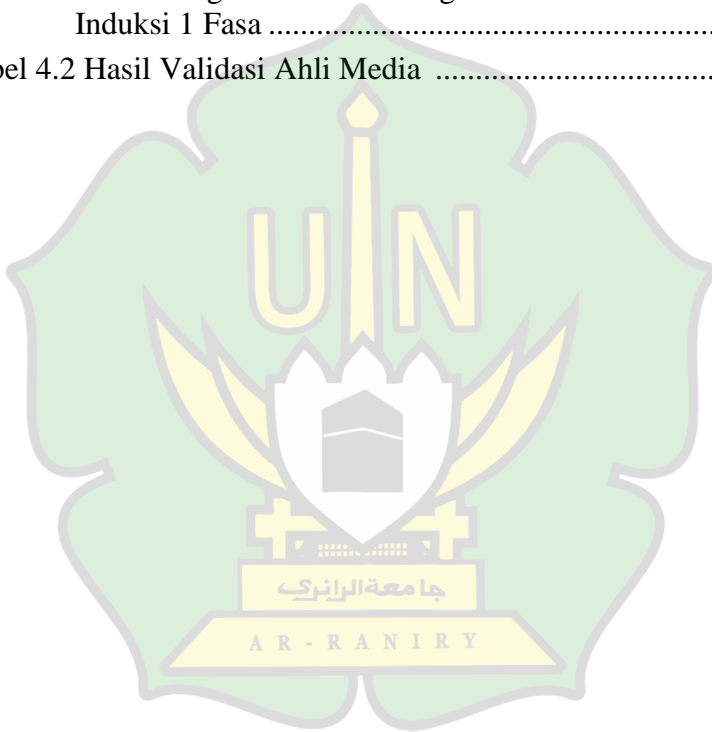 Induksi 1 Fasa ......................................................
bel 4.2 Hasil Validasi Ahli Media ..................................
UIN
جامعة الرانري
AR-RANIRY